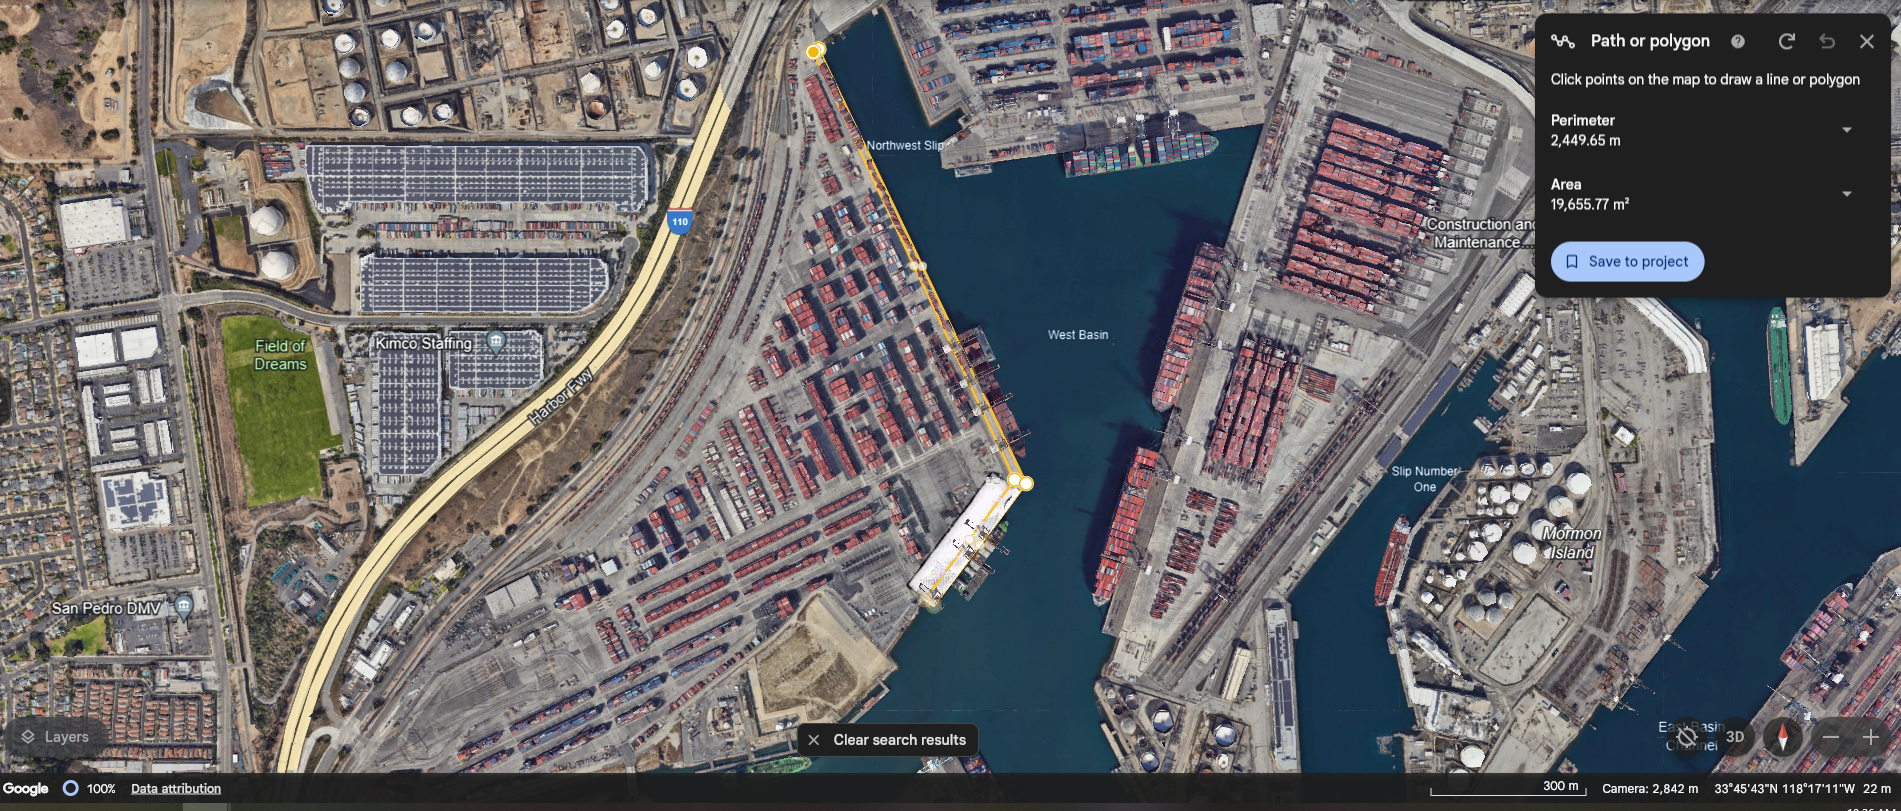 Path or polygon
Click points on the map to draw a line or polygon
Perimeter
2,449.65 m
Area
19,655.77 m²
Save to project
Northwest Slip
110
Construction and
Maintenance...
West Basin
Kimco Staffing
Field of
Dreams
Harbor Fwy
Slip Number
One
Mormon
Island
San Pedro DMV
East Basin
Channel
Layers
Clear search results
3D
Google
100%
Data attribution
300 m
Camera: 2,842 m
33°45'43"N 118°17'11"W
22 m